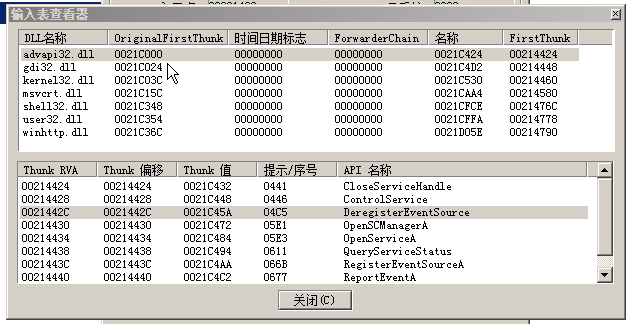 输入表查看器
DLL名称 OriginalFirstThunk 时间日期标志 ForwarderChain 名称 FirstThunk
advapi32.dll 0021C000 00000000 00000000 0021C424 00214424
gdi32.dll 0021C024 00000000 00000000 0021C4D2 00214448
kernel32.dll 0021C03C 00000000 00000000 0021C530 00214460
msvcrt.dll 0021C15C 00000000 00000000 0021CAA4 00214580
shell32.dll 0021C348 00000000 00000000 0021CFCE 0021476C
user32.dll 0021C354 00000000 00000000 0021CFFA 00214778
winhttp.dll 0021C36C 00000000 00000000 0021D05E 00214790
Thunk RVA Thunk 偏移 Thunk 值 提示/序号 API 名称
00214424 00214424 0021C432 0441 CloseServiceHandle
00214428 00214428 0021C448 0446 ControlService
0021442C 0021442C 0021C45A 04C5 DeregisterEventSource
00214430 00214430 0021C472 05E1 OpenSCManagerA
00214434 00214434 0021C484 05E3 OpenServiceA
00214438 00214438 0021C494 0611 QueryServiceStatus
0021443C 0021443C 0021C4AA 066B RegisterEventSourceA
00214440 00214440 0021C4C2 0677 ReportEventA
关闭(C)